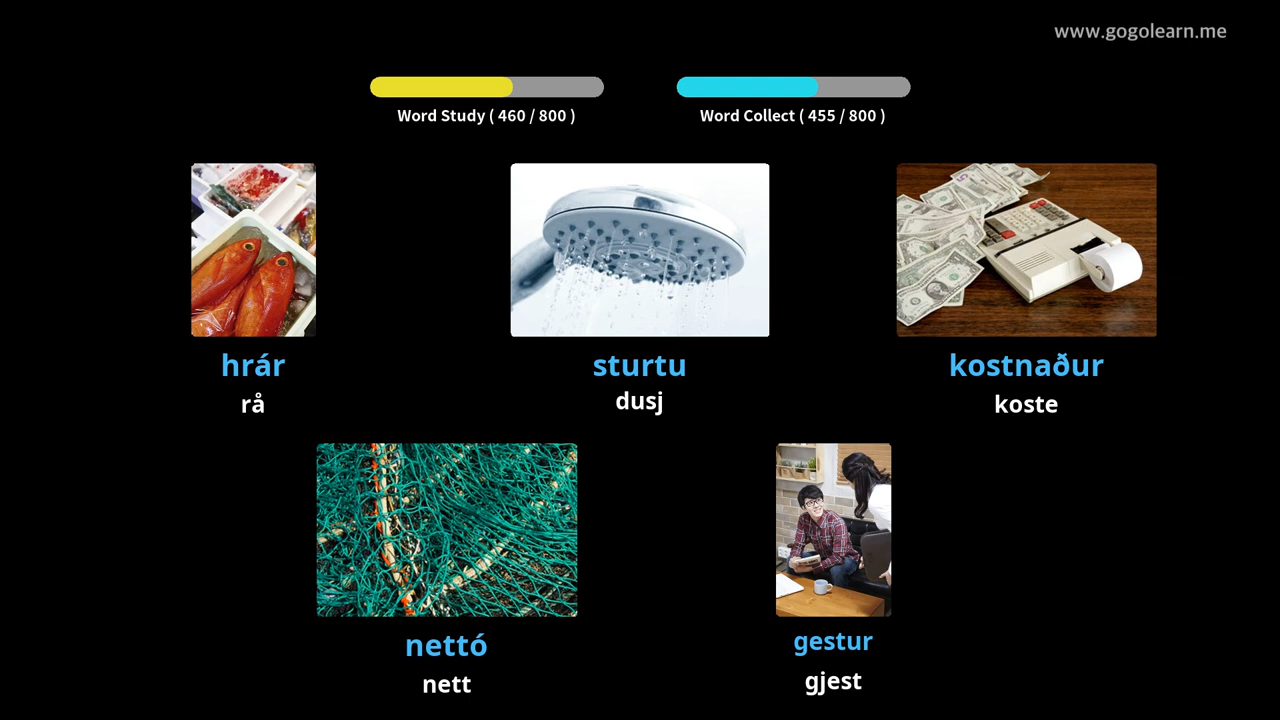 www.gogolearn.me
Word Study ( 460 / 800 )
Word Collect ( 455 / 800 )
hrár
rå
sturtu
dusj
kostnaður
koste
nettó
nett
gestur
gjest